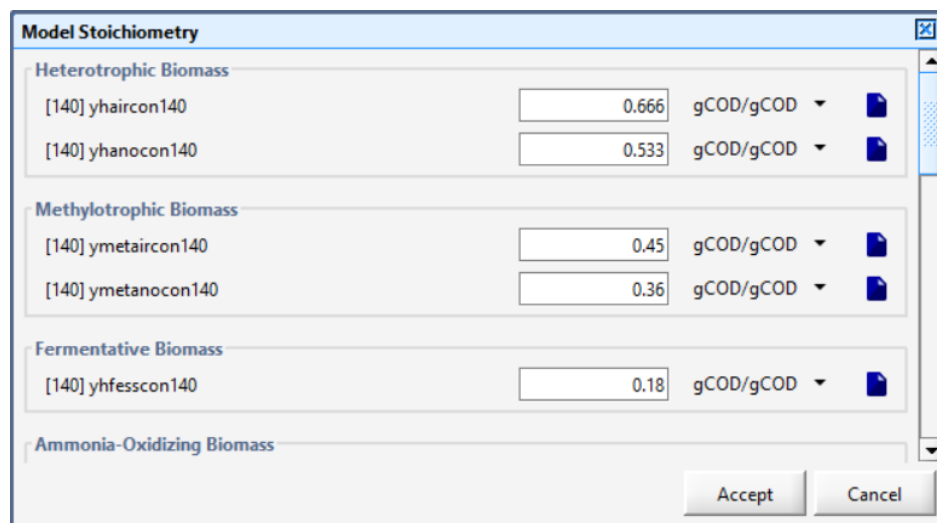 Model Stoichiometry
Heterotrophic Biomass
[140] yhaircon140 0.666 gCOD/gCOD
[140] yhanocon140 0.533 gCOD/gCOD
Methylotrophic Biomass
[140] ymetaircon140 0.45 gCOD/gCOD
[140] ymetanocon140 0.36 gCOD/gCOD
Fermentative Biomass
[140] yhfesscon140 0.18 gCOD/gCOD
Ammonia-Oxidizing Biomass
Accept Cancel